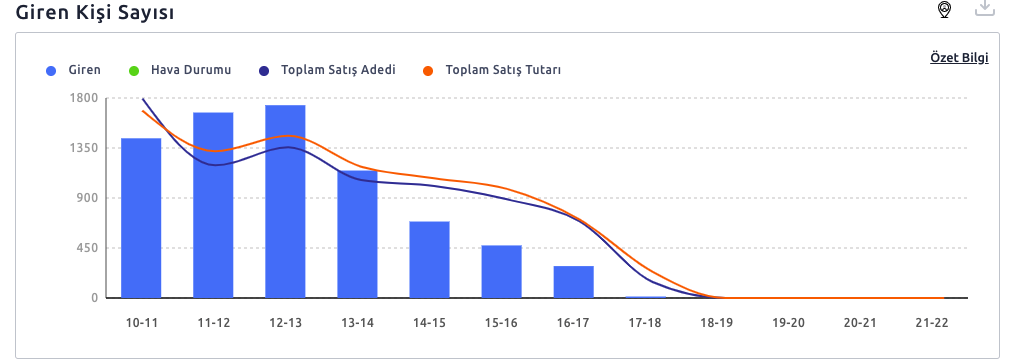 Giren Kişi Sayısı
Özet Bilgi
Giren Hava Durumu Toplam Satış Adedi Toplam Satış Tutarı
1800
1350
900
450
0
10-11 11-12 12-13 13-14 14-15 15-16 16-17 17-18 18-19 19-20 20-21 21-22